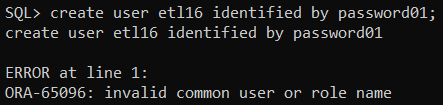 SQL> create user etl16 identified by password01;
create user etl16 identified by password01
ERROR at line 1:
ORA-65096: invalid common user or role name